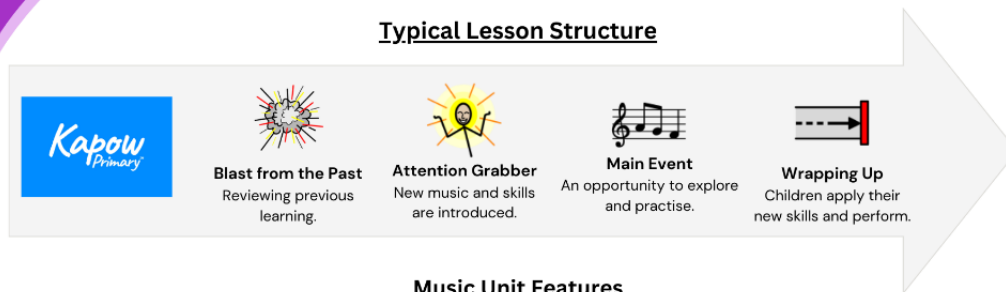 Typical Lesson Structure
Kapow
Primary™
Blast from the Past
Reviewing previous
learning.
Attention Grabber
New music and skills
are introduced.
Main Event
An opportunity to explore
and practise.
Wrapping Up
Children apply their
new skills and perform.
Music Unit Features